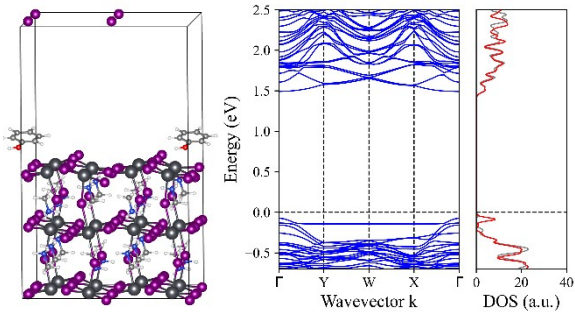 2.5
2.0
1.5
1.0
0.5
0.0
−0.5
Energy (eV)
Γ Y W X Γ
Wavevector k
0 20 40
DOS (a.u.)